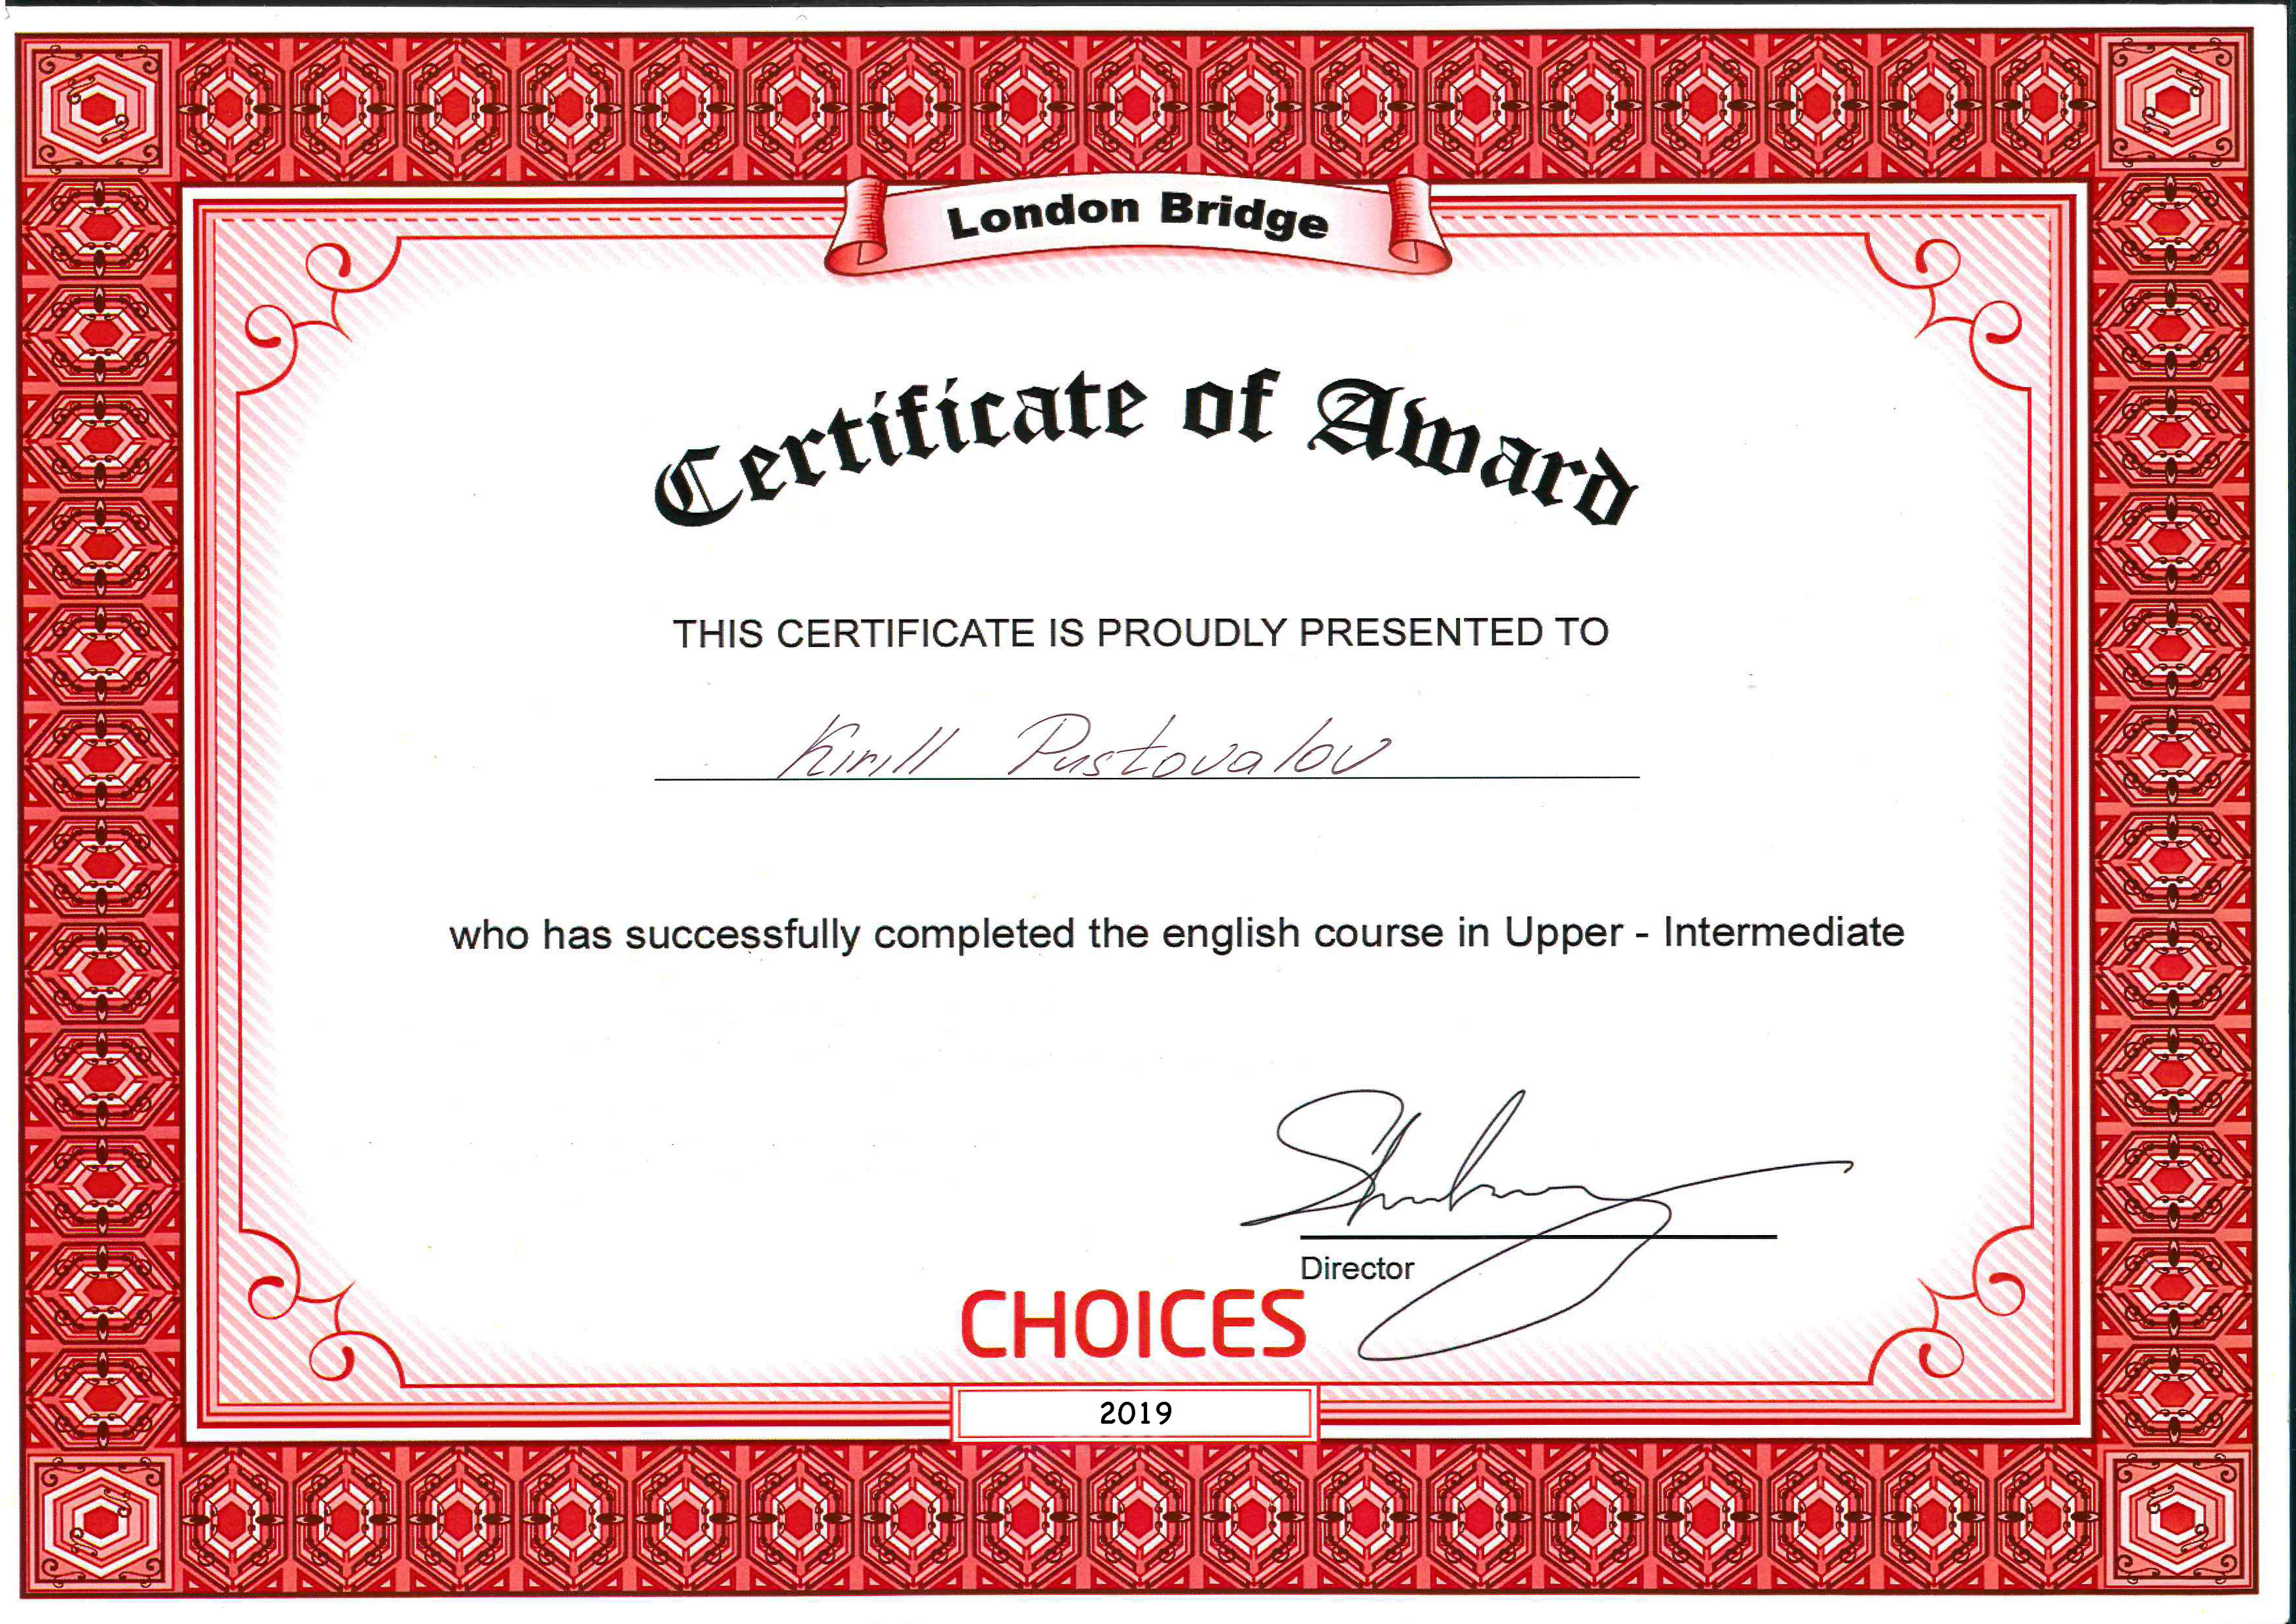 London Bridge
Certificate of Award
THIS CERTIFICATE IS PROUDLY PRESENTED TO
Kirill Pustovalov
who has successfully completed the english course in Upper - Intermediate
Director
CHOICES
2019